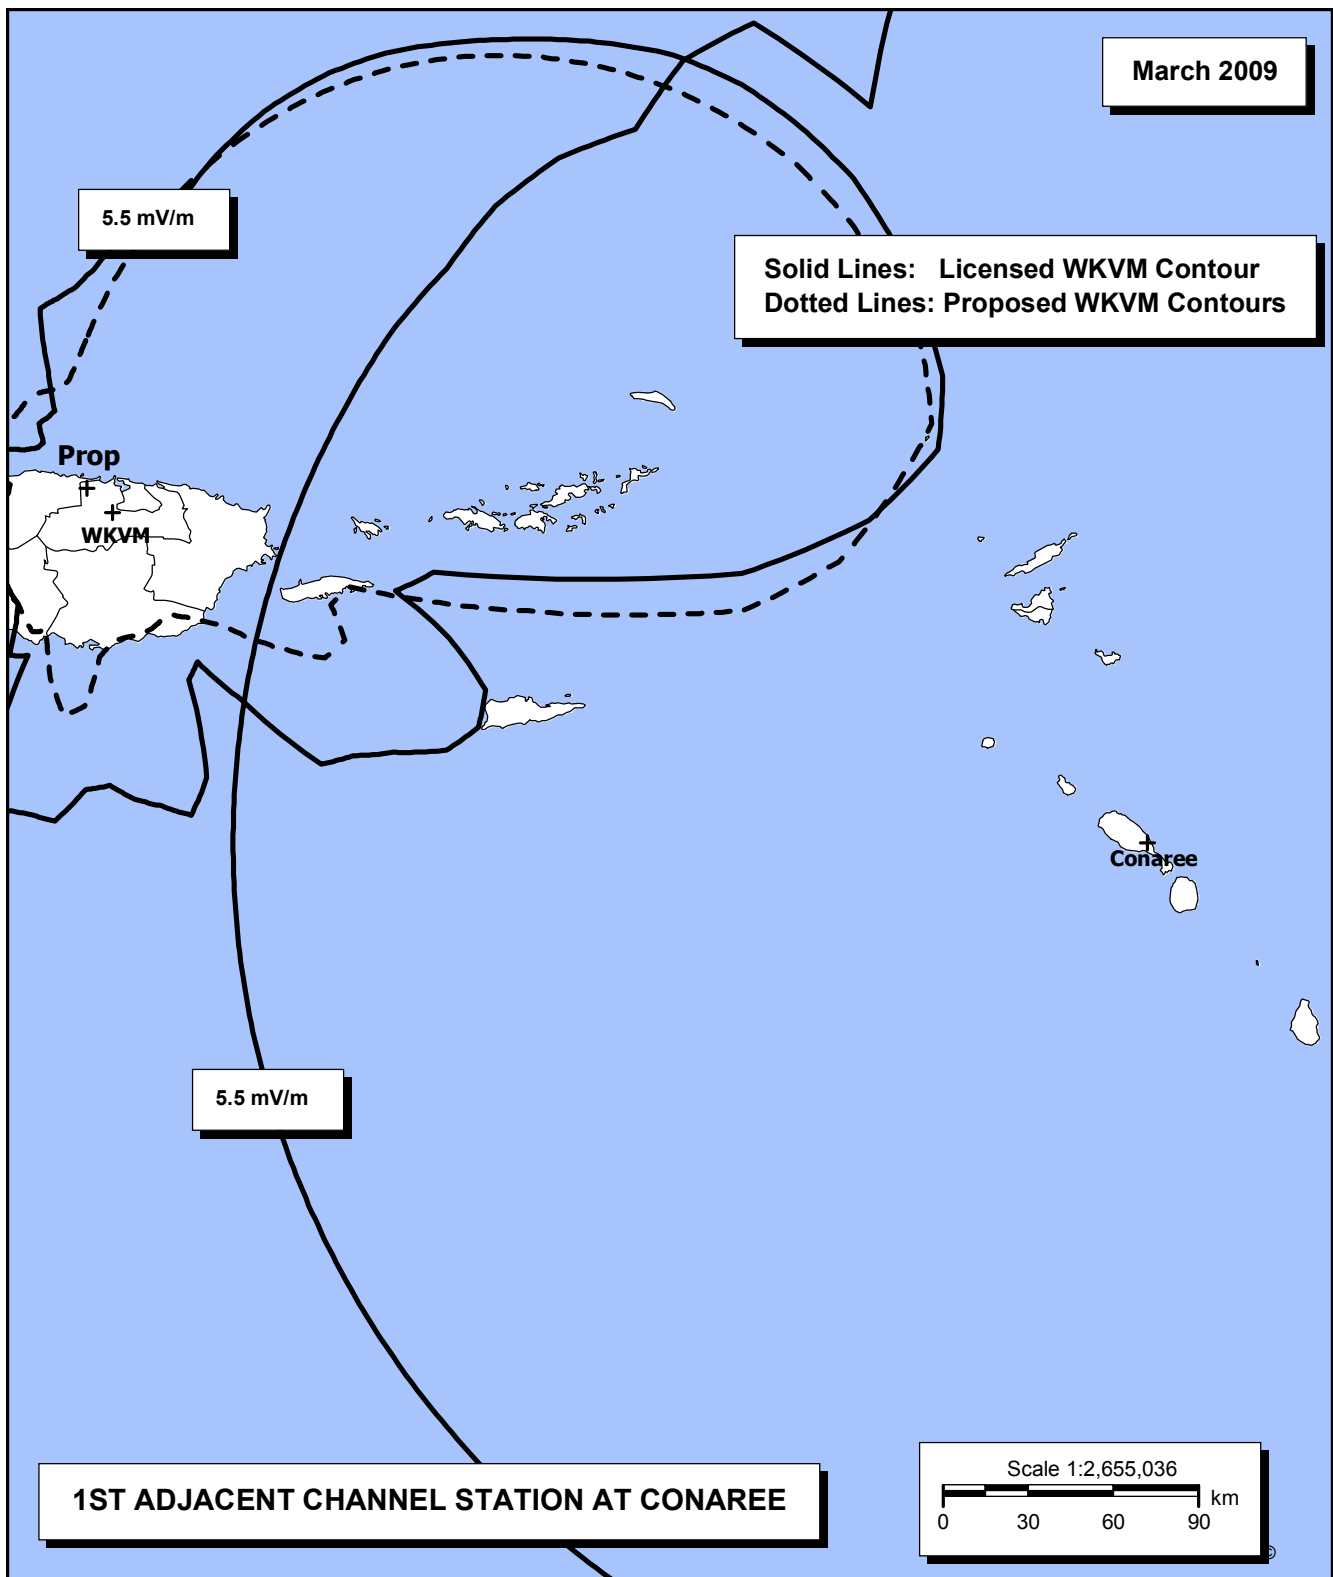 March 2009
5.5 mV/m
Solid Lines: Licensed WKVM Contour
Dotted Lines: Proposed WKVM Contours
Prop
WKVM
Conaree
5.5 mV/m
1ST ADJACENT CHANNEL STATION AT CONAREE
Scale 1:2,655,036
km
0 30 60 90
©